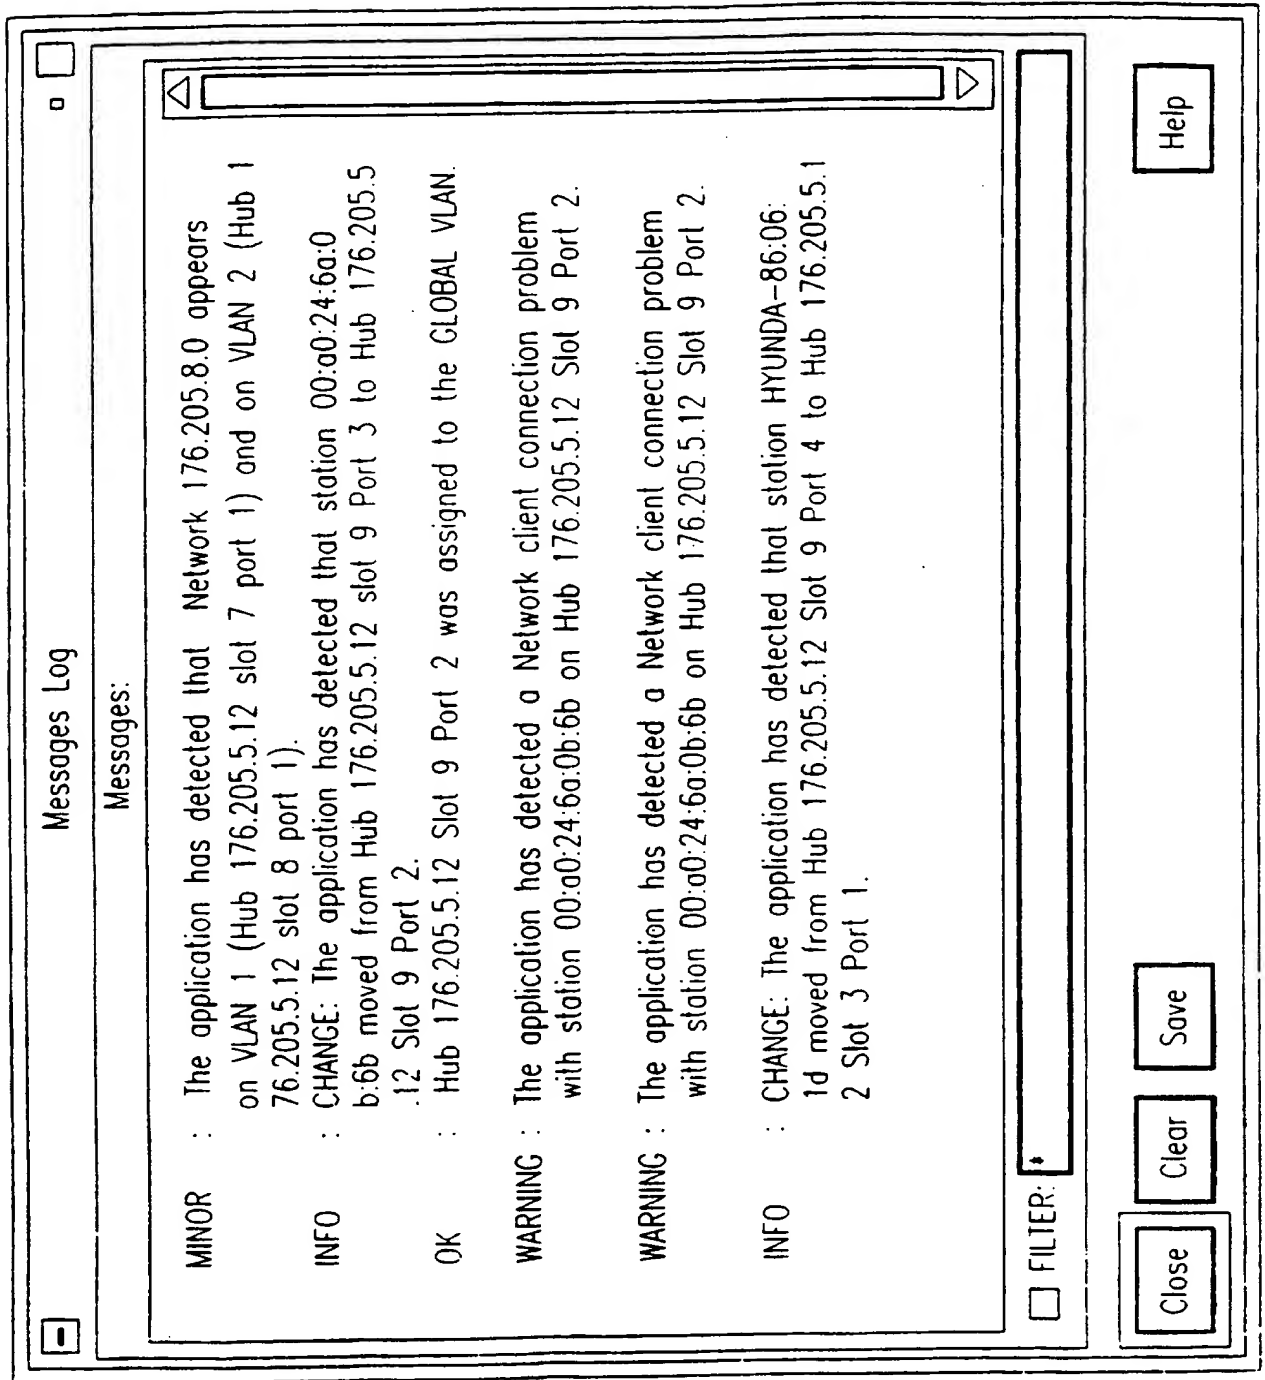 Messages Log
Messages:
MINOR : The application has detected that Network 176.205.8.0 appears
on VLAN 1 (Hub 176.205.5.12 slot 7 port 1) and on VLAN 2 (Hub 1
76.205.5.12 slot 8 port 1).
INFO : CHANGE: The application has detected that station 00:a0:24:6a:0
b:6b moved from Hub 176.205.5.12 slot 9 Port 3 to Hub 176.205.5
.12 Slot 9 Port 2.
OK : Hub 176.205.5.12 Slot 9 Port 2 was assigned to the GLOBAL VLAN.
WARNING : The application has detected a Network client connection problem
with station 00:a0:24:6a:0b:6b on Hub 176.205.5.12 Slot 9 Port 2.
WARNING : The application has detected a Network client connection problem
with station 00:a0:24:6a:0b:6b on Hub 176.205.5.12 Slot 9 Port 2.
INFO : CHANGE: The application has detected that station HYUNDA-86:06:
1d moved from Hub 176.205.5.12 Slot 9 Port 4 to Hub 176.205.5.1
2 Slot 3 Port 1.
FILTER: *
Close Clear Save Help